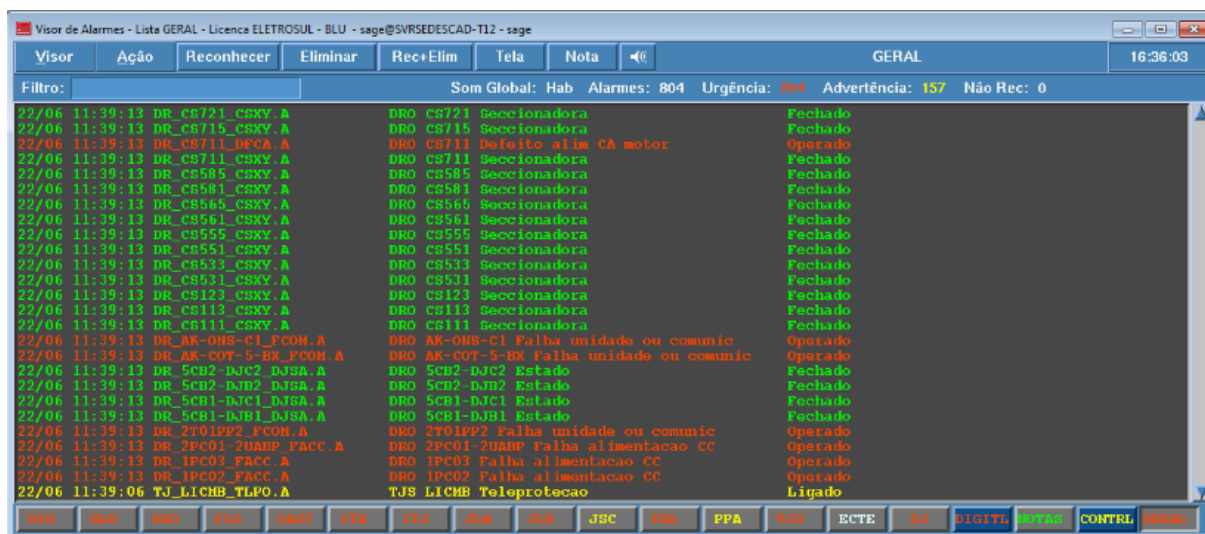 Visor de Alarmes - Lista GERAL - Licenca ELETROSUL - BLU - sage@SVRSEDESCAD-T12 - sage
Visor Ação Reconhecer Eliminar Rec+Elim Tela Nota GERAL 16:36:03
Filtro: Som Global: Hab Alarmes: 804 Urgência: 204 Advertência: 157 Não Rec: 0
22/06 11:39:13 DR_CS721_CSXY.A DRO CS721 Seccionadora Fechado
22/06 11:39:13 DR_CS715_CSXY.A DRO CS715 Seccionadora Fechado
22/06 11:39:13 DR_CS711_DFCA.A DRO CS711 Defeito alim CA motor Operado
22/06 11:39:13 DR_CS711_CSXY.A DRO CS711 Seccionadora Fechado
22/06 11:39:13 DR_CS585_CSXY.A DRO CS585 Seccionadora Fechado
22/06 11:39:13 DR_CS581_CSXY.A DRO CS581 Seccionadora Fechado
22/06 11:39:13 DR_CS565_CSXY.A DRO CS565 Seccionadora Fechado
22/06 11:39:13 DR_CS561_CSXY.A DRO CS561 Seccionadora Fechado
22/06 11:39:13 DR_CS555_CSXY.A DRO CS555 Seccionadora Fechado
22/06 11:39:13 DR_CS551_CSXY.A DRO CS551 Seccionadora Fechado
22/06 11:39:13 DR_CS533_CSXY.A DRO CS533 Seccionadora Fechado
22/06 11:39:13 DR_CS531_CSXY.A DRO CS531 Seccionadora Fechado
22/06 11:39:13 DR_CS123_CSXY.A DRO CS123 Seccionadora Fechado
22/06 11:39:13 DR_CS113_CSXY.A DRO CS113 Seccionadora Fechado
22/06 11:39:13 DR_CS111_CSXY.A DRO CS111 Seccionadora Fechado
22/06 11:39:13 DR_AK-ONS-C1_FCOM.A DRO AK-ONS-C1 Falha unidade ou comunic Operado
22/06 11:39:13 DR_AK-COT-5-BX_FCOM.A DRO AK-COT-5-BX Falha unidade ou comunic Operado
22/06 11:39:13 DR_5CB2-DJC2_DJSA.A DRO 5CB2-DJC2 Estado Fechado
22/06 11:39:13 DR_5CB2-DJB2_DJSA.A DRO 5CB2-DJB2 Estado Fechado
22/06 11:39:13 DR_5CB1-DJC1_DJSA.A DRO 5CB1-DJC1 Estado Fechado
22/06 11:39:13 DR_5CB1-DJB1_DJSA.A DRO 5CB1-DJB1 Estado Fechado
22/06 11:39:13 DR_2T01PP2_FCOM.A DRO 2T01PP2 Falha unidade ou comunic Operado
22/06 11:39:13 DR_2PC01-2UABP_FACC.A DRO 2PC01-2UABP Falha alimentacao CC Operado
22/06 11:39:13 DR_1PC03_FACC.A DRO 1PC03 Falha alimentacao CC Operado
22/06 11:39:13 DR_1PC02_FACC.A DRO 1PC02 Falha alimentacao CC Operado
22/06 11:39:06 TJ_LICMB_TLPO.A TJS LICMB Teleprotecao Ligado
BLU DRO FLO ITA ITJ JLA JLB JSC PAL PPA TJS ECTE DIGITL NOTAS CONTRL GERAL